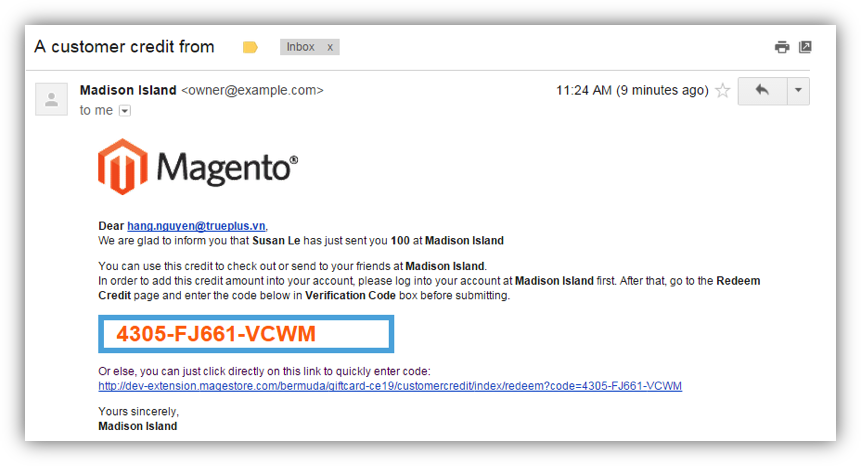 A customer credit from
Inbox x
Madison Island <owner@example.com>
11:24 AM (9 minutes ago)
to me
Magento®
Dear hang.nguyen@trueplus.vn,
We are glad to inform you that Susan Le has just sent you 100 at Madison Island
You can use this credit to check out or send to your friends at Madison Island.
In order to add this credit amount into your account, please log into your account at Madison Island first. After that, go to the Redeem
Credit page and enter the code below in Verification Code box before submitting.
4305-FJ661-VCWM
Or else, you can just click directly on this link to quickly enter code:
http://dev-extension.magestore.com/bermuda/giftcard-ce19/customercredit/index/redeem?code=4305-FJ661-VCWM
Yours sincerely,
Madison Island